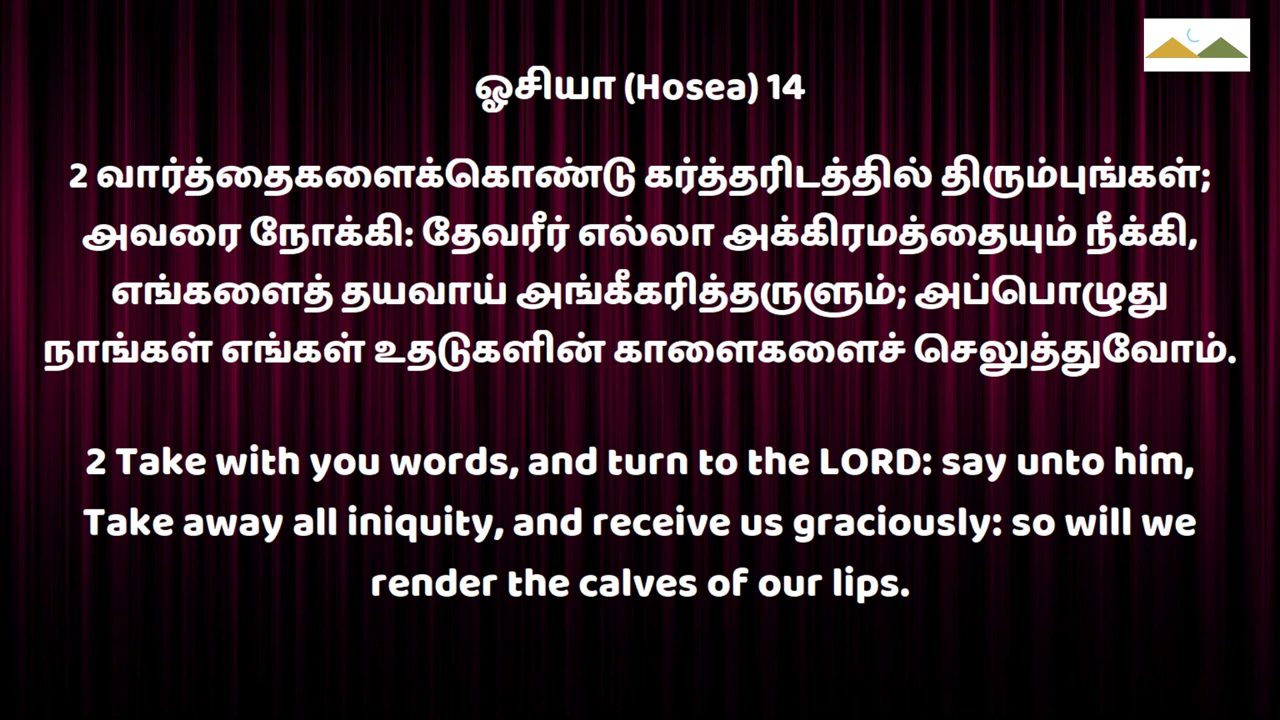 ஓசியா (Hosea) 14
2 வார்த்தைகளைக்கொண்டு கர்த்தரிடத்தில் திரும்புங்கள்;
அவரை நோக்கி: தேவரீர் எல்லா அக்கிரமத்தையும் நீக்கி,
எங்களைத் தயவாய் அங்கீகரித்தருளும்; அப்பொழுது
நாங்கள் எங்கள் உதடுகளின் காளைகளைச் செலுத்துவோம்.
2 Take with you words, and turn to the LORD: say unto him,
Take away all iniquity, and receive us graciously: so will we
render the calves of our lips.